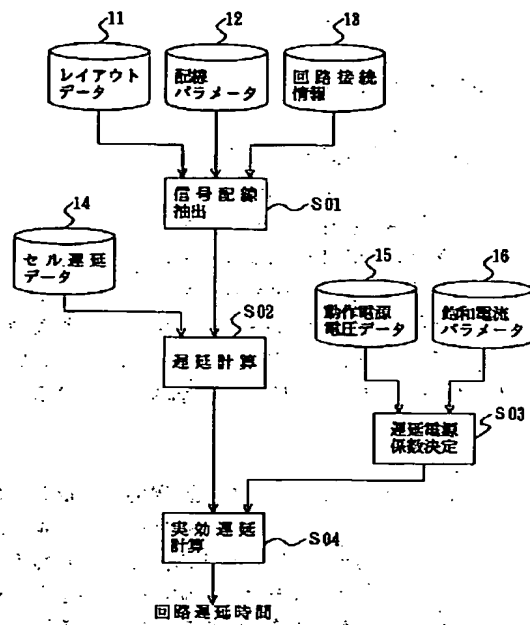 11
12
13
レイアウト
データ
配線
パラメータ
回路接続
情報
信号配線
抽出
S01
14
セル遅延
データ
15
16
動作電源
電圧データ
飽和電流
パラメータ
S02
遅延計算
S03
遅延電源
係数決定
実効遅延
計算
S04
回路遅延時間